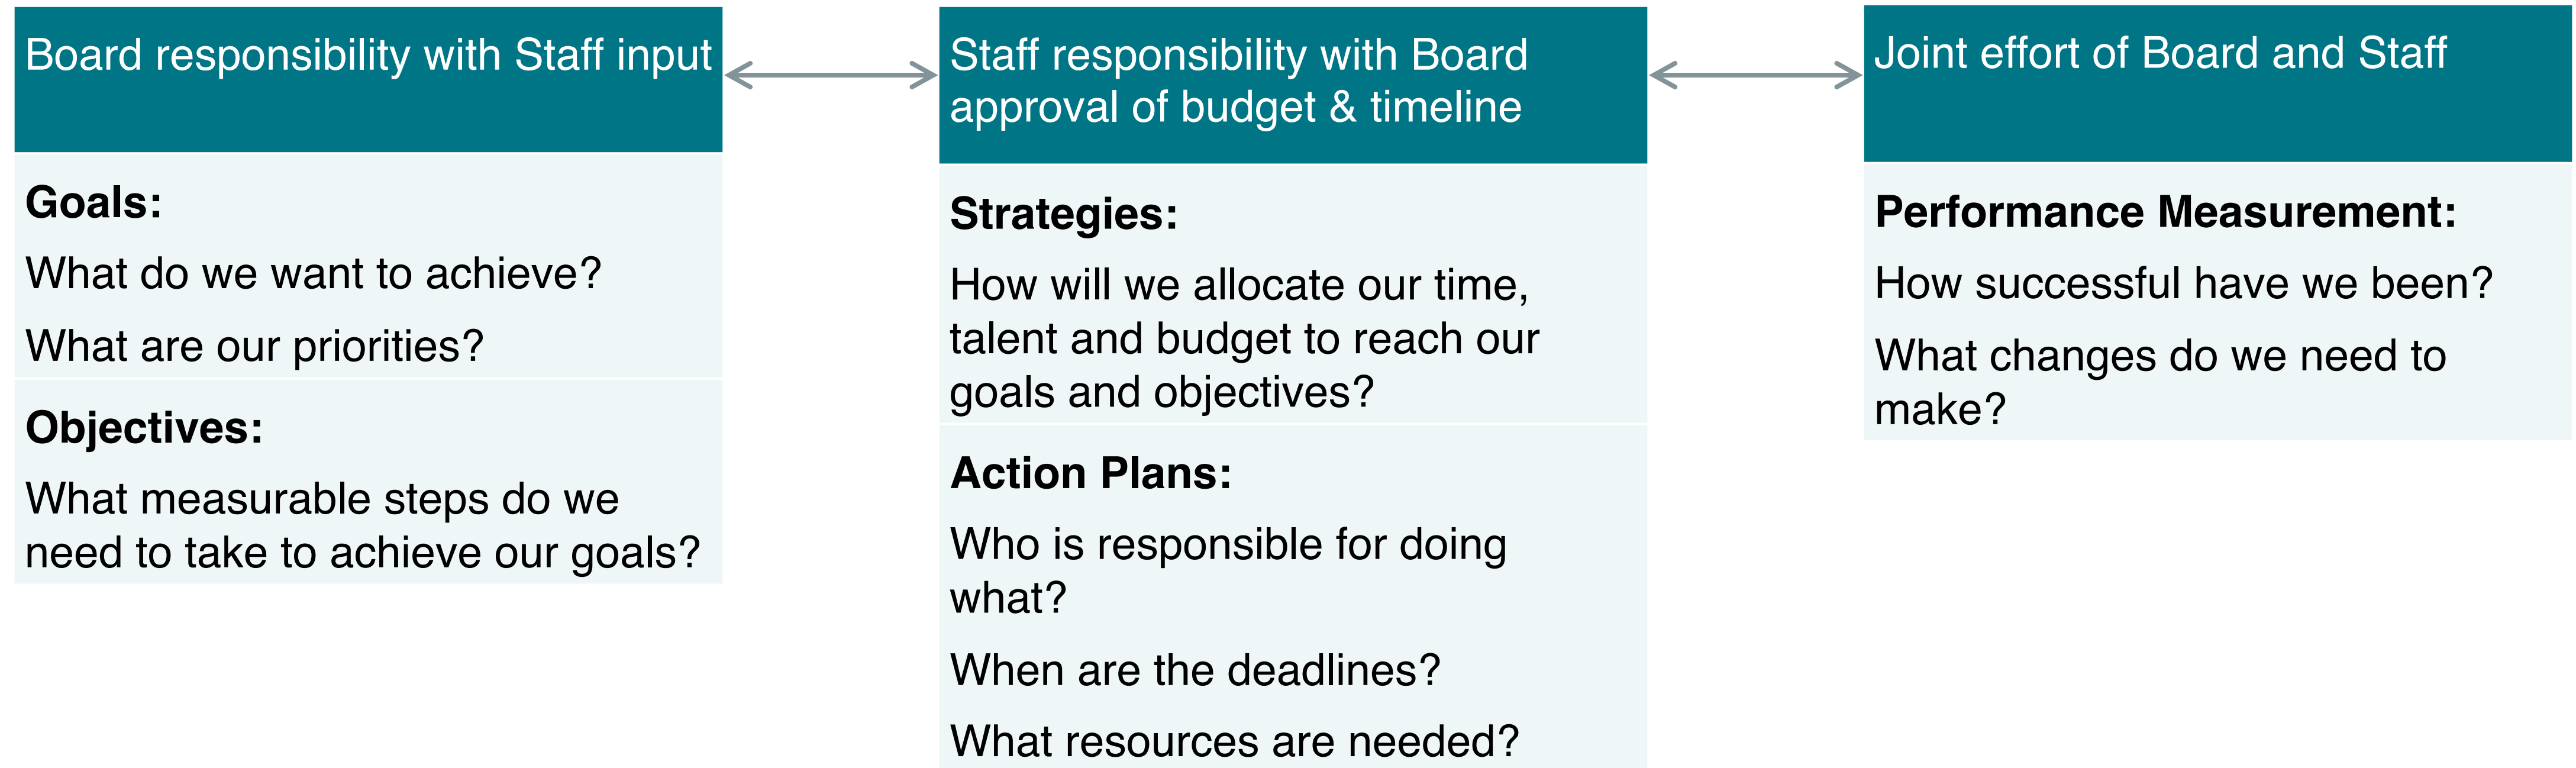 Board responsibility with Staff input
Goals:
What do we want to achieve?
What are our priorities?
Objectives:
What measurable steps do we
need to take to achieve our goals?
Staff responsibility with Board
approval of budget & timeline
Strategies:
How will we allocate our time,
talent and budget to reach our
goals and objectives?
Action Plans:
Who is responsible for doing
what?
When are the deadlines?
What resources are needed?
Joint effort of Board and Staff
Performance Measurement:
How successful have we been?
What changes do we need to
make?